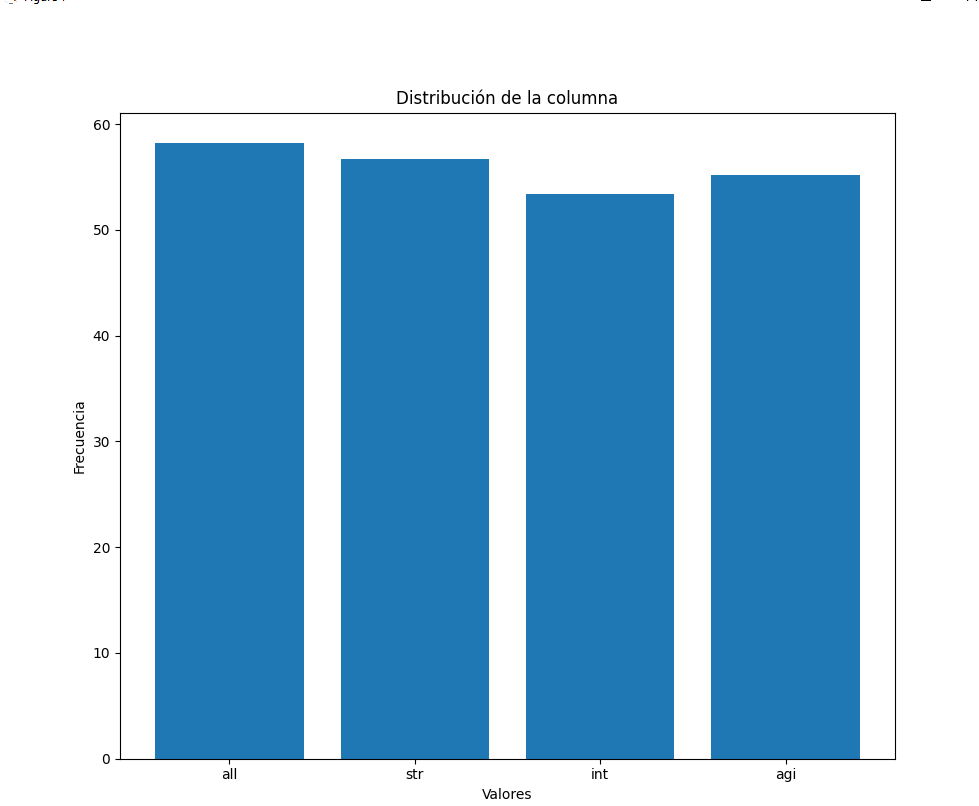 Distribución de la columna
60
50
40
30
20
10
0
Frecuencia
all str int agi
Valores